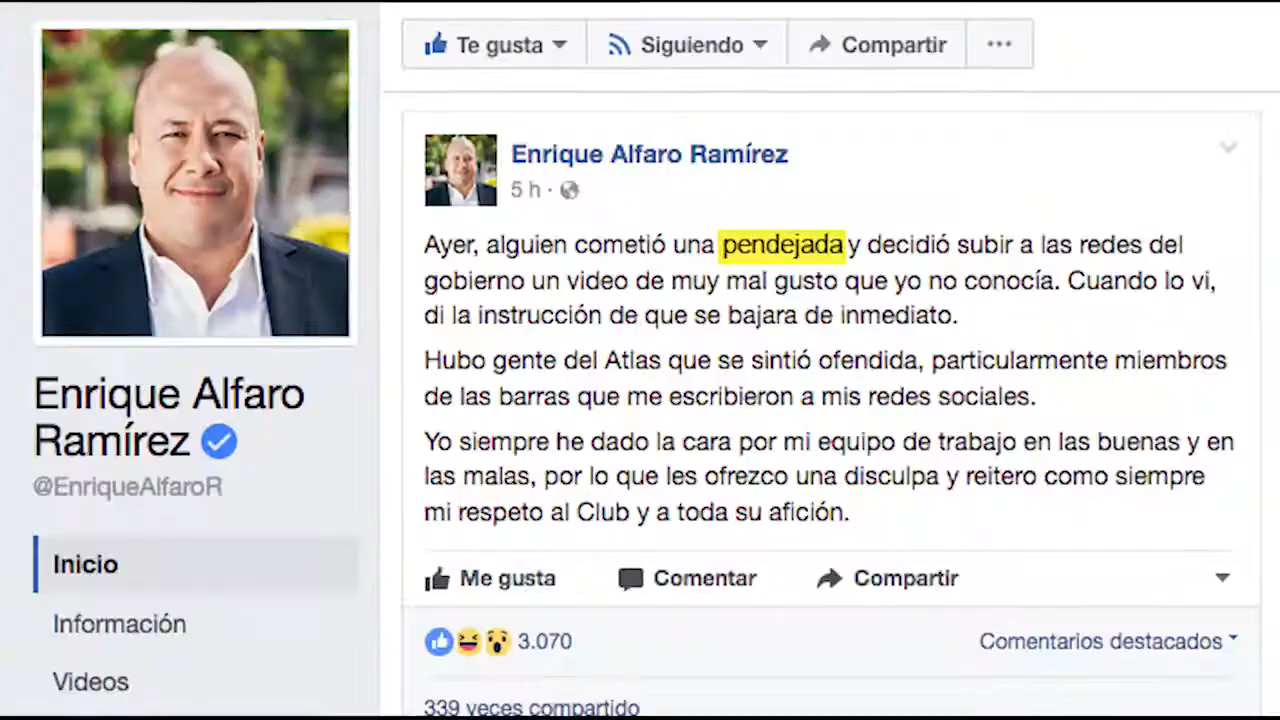 Te gusta
Siguiendo
Compartir
Enrique Alfaro Ramírez
5 h
Ayer, alguien cometió una pendejada y decidió subir a las redes del
gobierno un video de muy mal gusto que yo no conocía. Cuando lo vi,
di la instrucción de que se bajara de inmediato.
Hubo gente del Atlas que se sintió ofendida, particularmente miembros
de las barras que me escribieron a mis redes sociales.
Yo siempre he dado la cara por mi equipo de trabajo en las buenas y en
las malas, por lo que les ofrezco una disculpa y reitero como siempre
mi respeto al Club y a toda su afición.
Me gusta
Comentar
Compartir
3.070
Comentarios destacados
339 veces compartido
Enrique Alfaro
Ramírez
@EnriqueAlfaroR
Inicio
Información
Videos